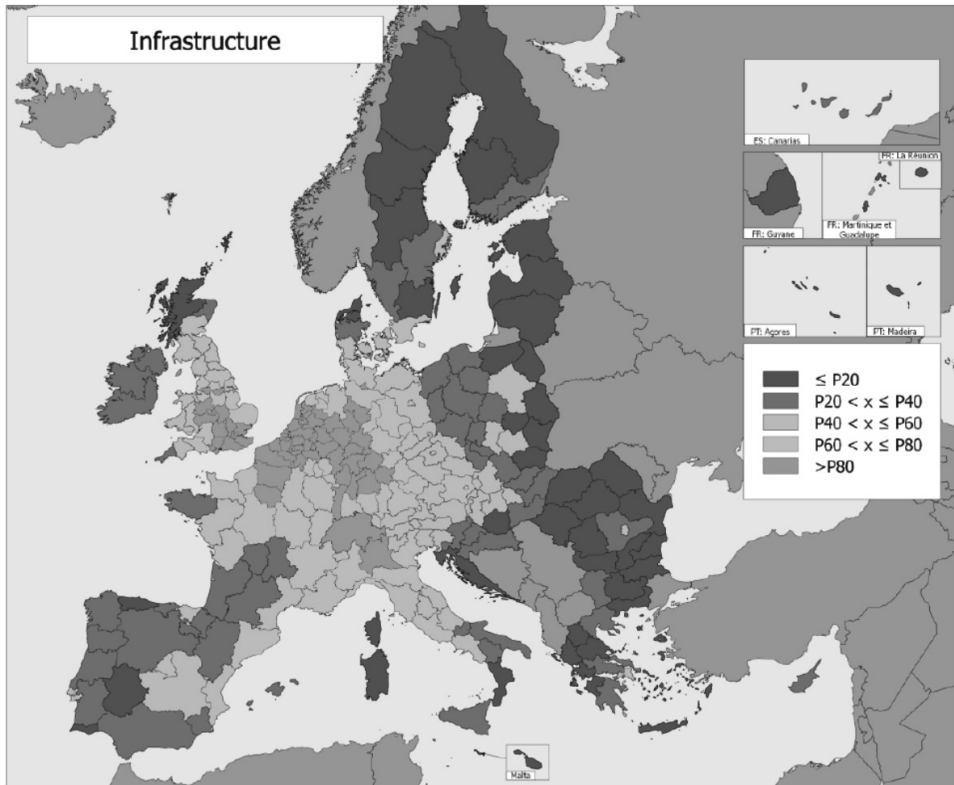 Infrastructure
ES: Canarias
FR: La Réunion
FR: Guyane
FR: Martinique et
Guadalupe
PT: Açores
PT: Madeira
≤ P20
P20 < x ≤ P40
P40 < x ≤ P60
P60 < x ≤ P80
>P80
Malta